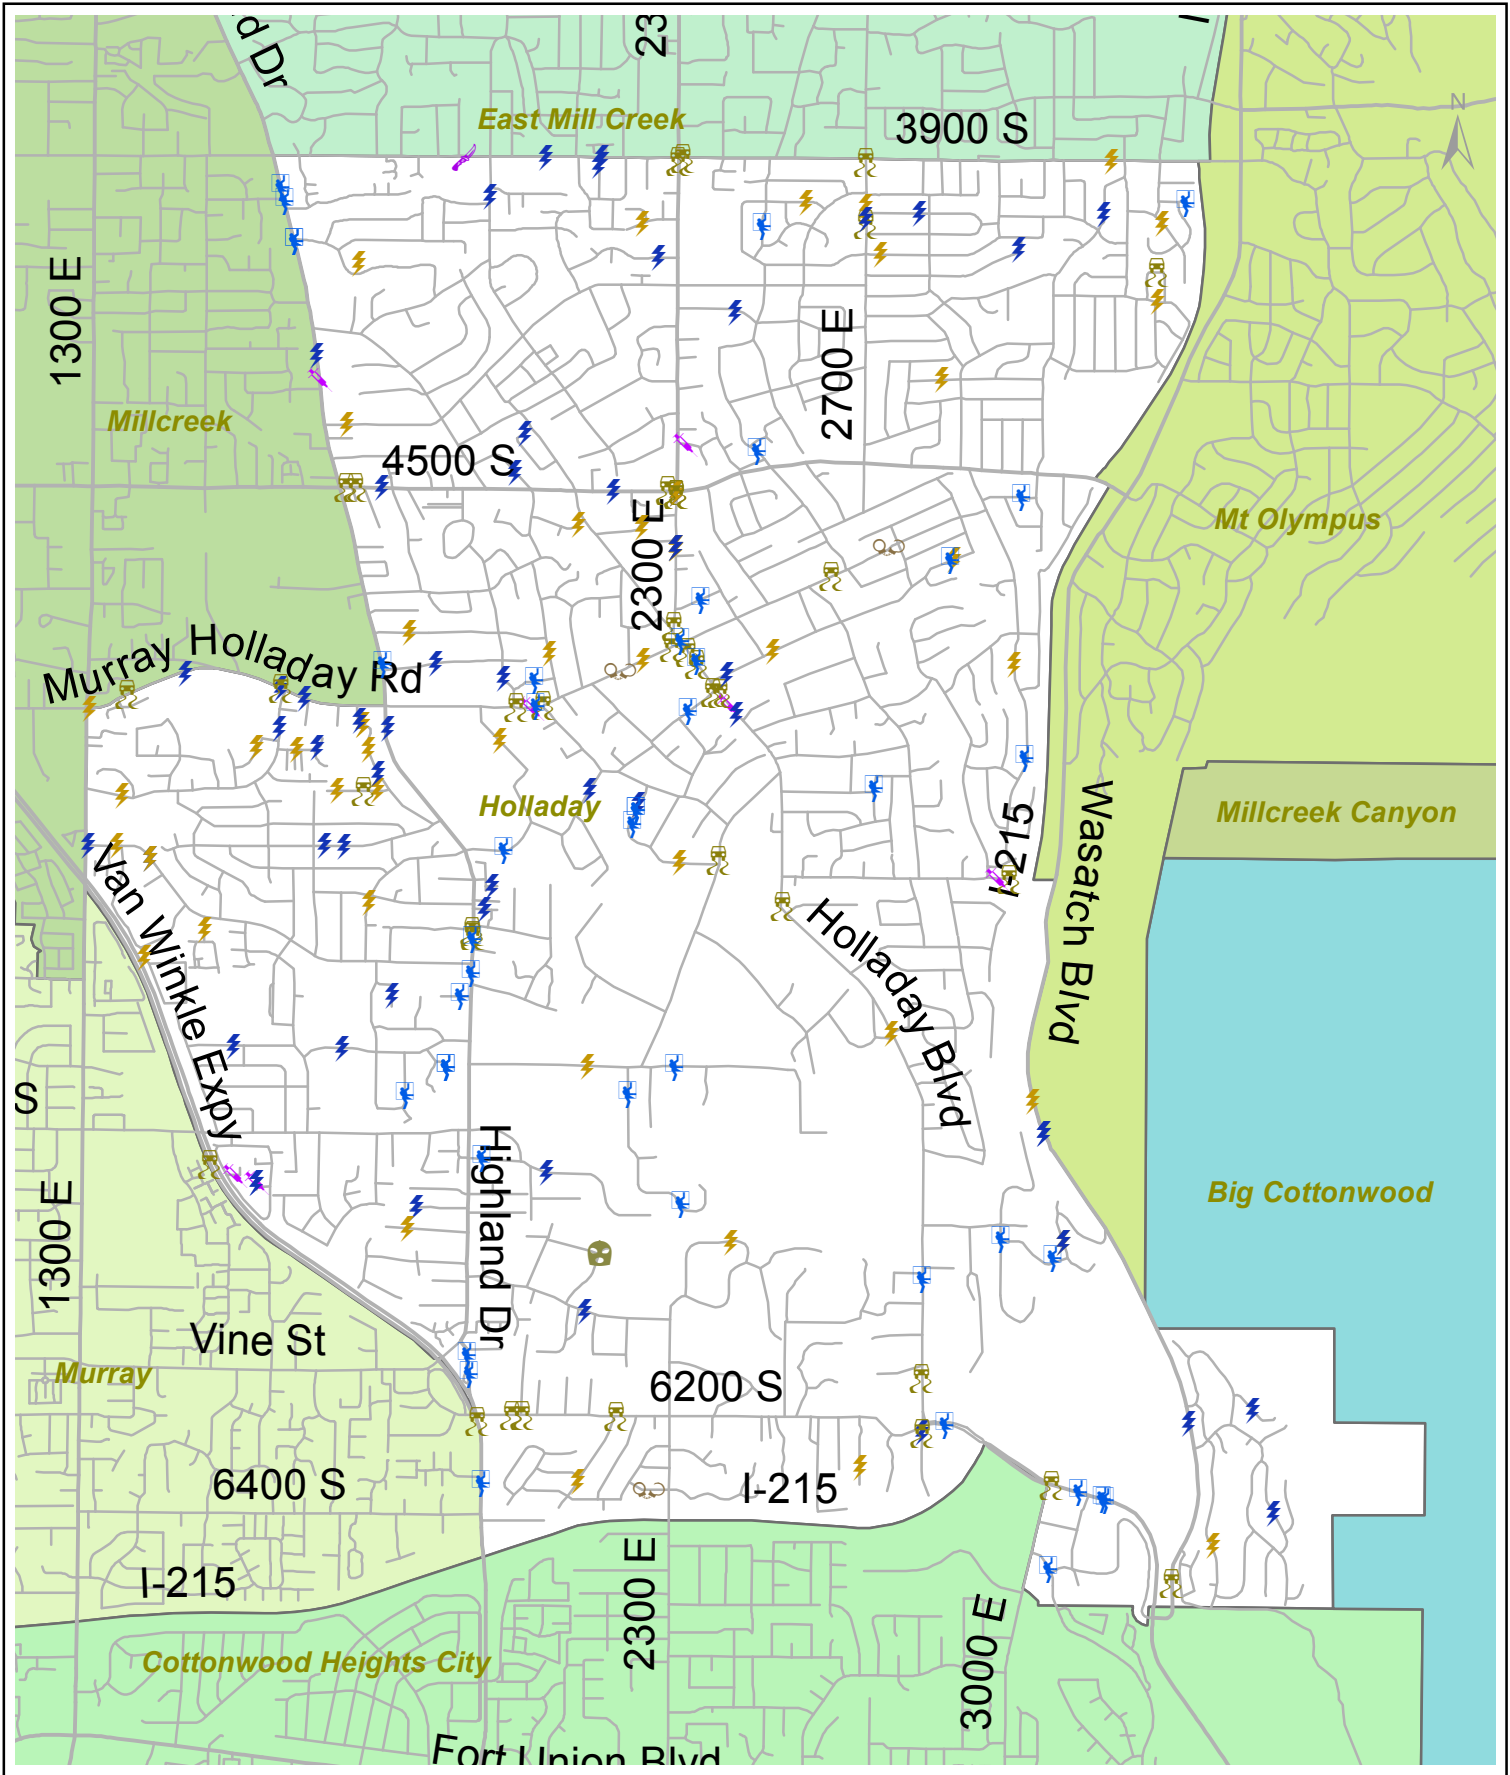 d Dr
23
East Mill Creek
3900 S
N
1300 E
2700 E
Millcreek
4500 S
Mt Olympus
2300 E
Murray Holladay Rd
Holladay
I-215
Wasatch Blvd
Millcreek Canyon
Van Winkle Expy
Holladay Blvd
S
Highland Dr
1300 E
Big Cottonwood
Vine St
Murray
6200 S
6400 S
I-215
I-215
2300 E
3000 E
Cottonwood Heights City
Fort Union Blvd